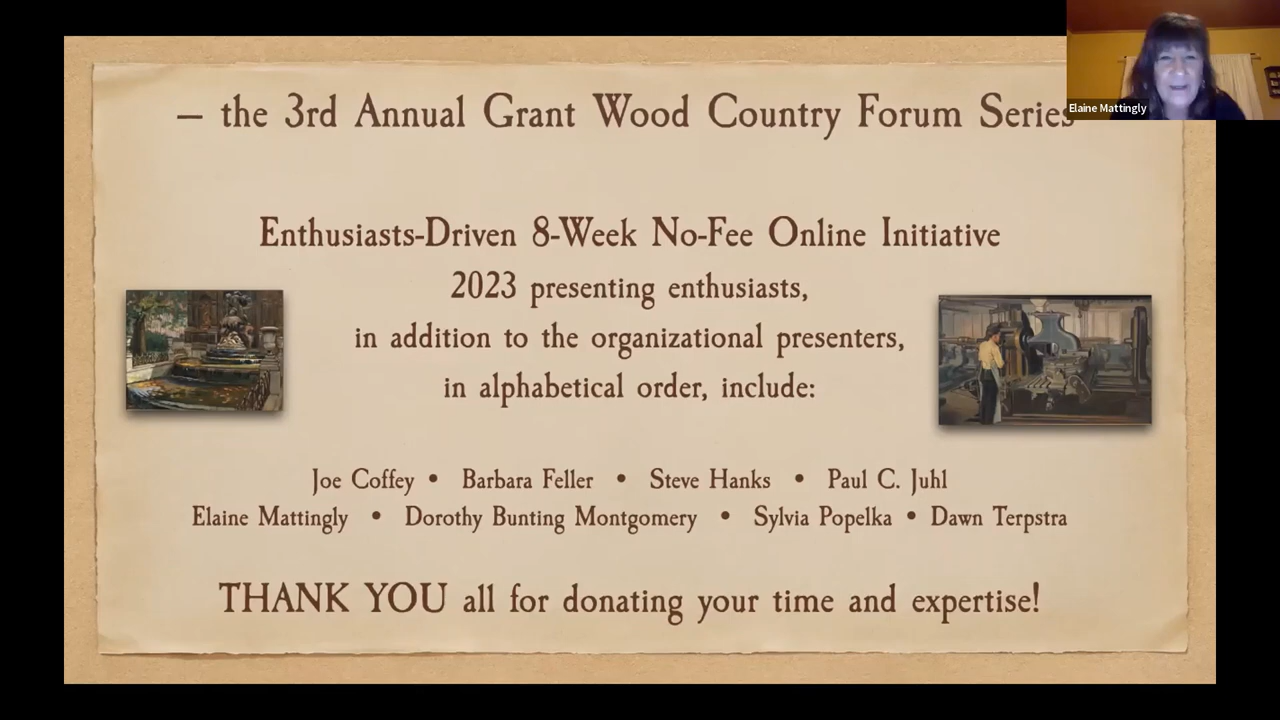 – the 3rd Annual Grant Wood Country Forum Series
Elaine Mattingly
Enthusiasts-Driven 8-Week No-Fee Online Initiative
2023 presenting enthusiasts,
in addition to the organizational presenters,
in alphabetical order, include:
Joe Coffey • Barbara Feller • Steve Hanks • Paul C. Juhl
Elaine Mattingly • Dorothy Bunting Montgomery • Sylvia Popelka • Dawn Terpstra
THANK YOU all for donating your time and expertise!